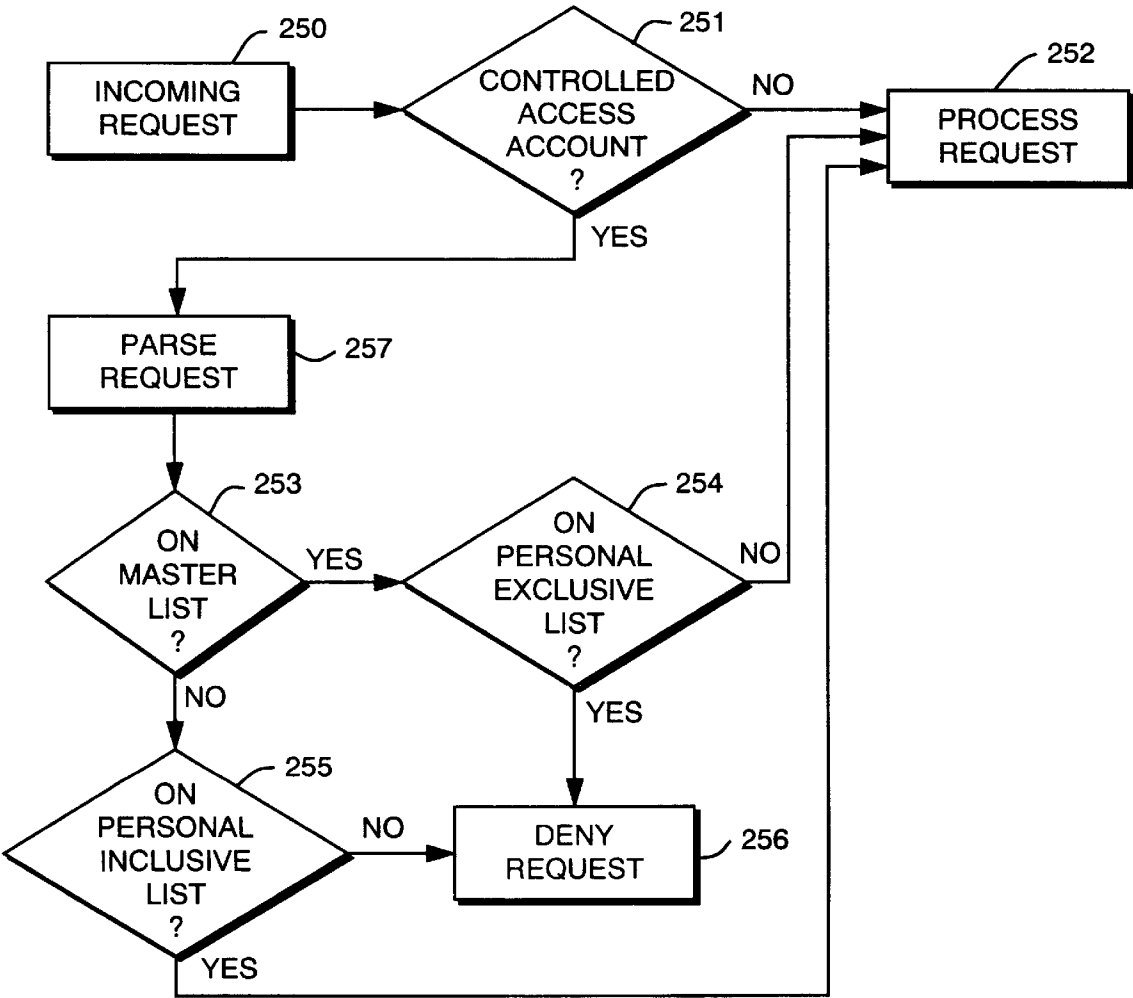 250
INCOMING
REQUEST
251
CONTROLLED
ACCESS
ACCOUNT
?
NO
252
PROCESS
REQUEST
YES
PARSE
REQUEST
257
253
ON
MASTER
LIST
?
YES
254
ON
PERSONAL
EXCLUSIVE
LIST
?
NO
NO
YES
255
ON
PERSONAL
INCLUSIVE
LIST
?
NO
DENY
REQUEST
256
YES